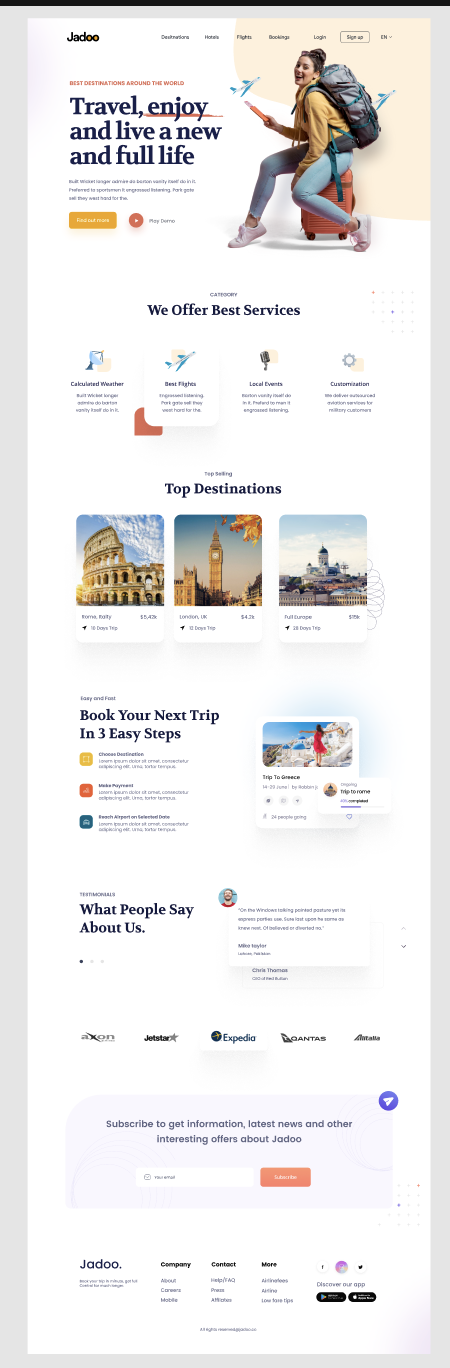 Jadoo
Desitnations Hotels Flights Bookings Login Sign up EN
BEST DESTINATIONS AROUND THE WORLD
Travel, enjoy
and live a new
and full life
Built Wicket longer admire do barton vanity itself do in it.
Preferred to sportsmen it engrossed listening. Park gate
sell they west hard for the.
Find out more Play Demo
CATEGORY
We Offer Best Services
Calculated Weather
Built Wicket longer
admire do barton
vanity itself do in it.
Best Flights
Engrossed listening.
Park gate sell they
west hard for the.
Local Events
Barton vanity itself do
in it. Preferd to men it
engrossed listening.
Customization
We deliver outsourced
aviation services for
military customers
Top Selling
Top Destinations
Rome, Italty $5,42k
10 Days Trip
London, UK $4.2k
12 Days Trip
Full Europe $15k
28 Days Trip
Easy and Fast
Book Your Next Trip
In 3 Easy Steps
Choose Destination
Lorem ipsum dolor sit amet, consectetur
adipiscing elit. Urna, tortor tempus.
Make Payment
Lorem ipsum dolor sit amet, consectetur
adipiscing elit. Urna, tortor tempus.
Reach Airport on Selected Date
Lorem ipsum dolor sit amet, consectetur
adipiscing elit. Urna, tortor tempus.
Trip To Greece
14-29 June | by Robbin j
24 people going
Ongoing
Trip to rome
40% completed
TESTIMONIALS
What People Say
About Us.
"On the Windows talking painted pasture yet its
express parties use. Sure last upon he same as
knew next. Of believed or diverted no."
Mike taylor
Lahore, Pakistan
Chris Thomas
CEO of Red Button
axon
Jetstar
Expedia
QANTAS
Alitalia
Subscribe to get information, latest news and other
interesting offers about Jadoo
Your email Subscribe
Jadoo.
Book your trip in minute, get full
Control for much longer.
Company
About
Careers
Mobile
Contact
Help/FAQ
Press
Affilates
More
Airlinefees
Airline
Low fare tips
Discover our app
All rights reserved@jadoo.co